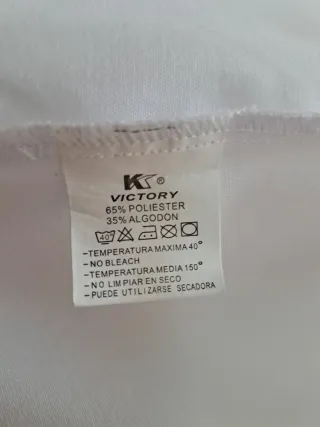 K®
VICTORY
65% POLIESTER
35% ALGODON
40°
-TEMPERATURA MAXIMA 40°
-NO BLEACH
-TEMPERATURA MEDIA 150°
-NO LIMPIAR EN SECO
-PUEDE UTILIZARSE SECADORA